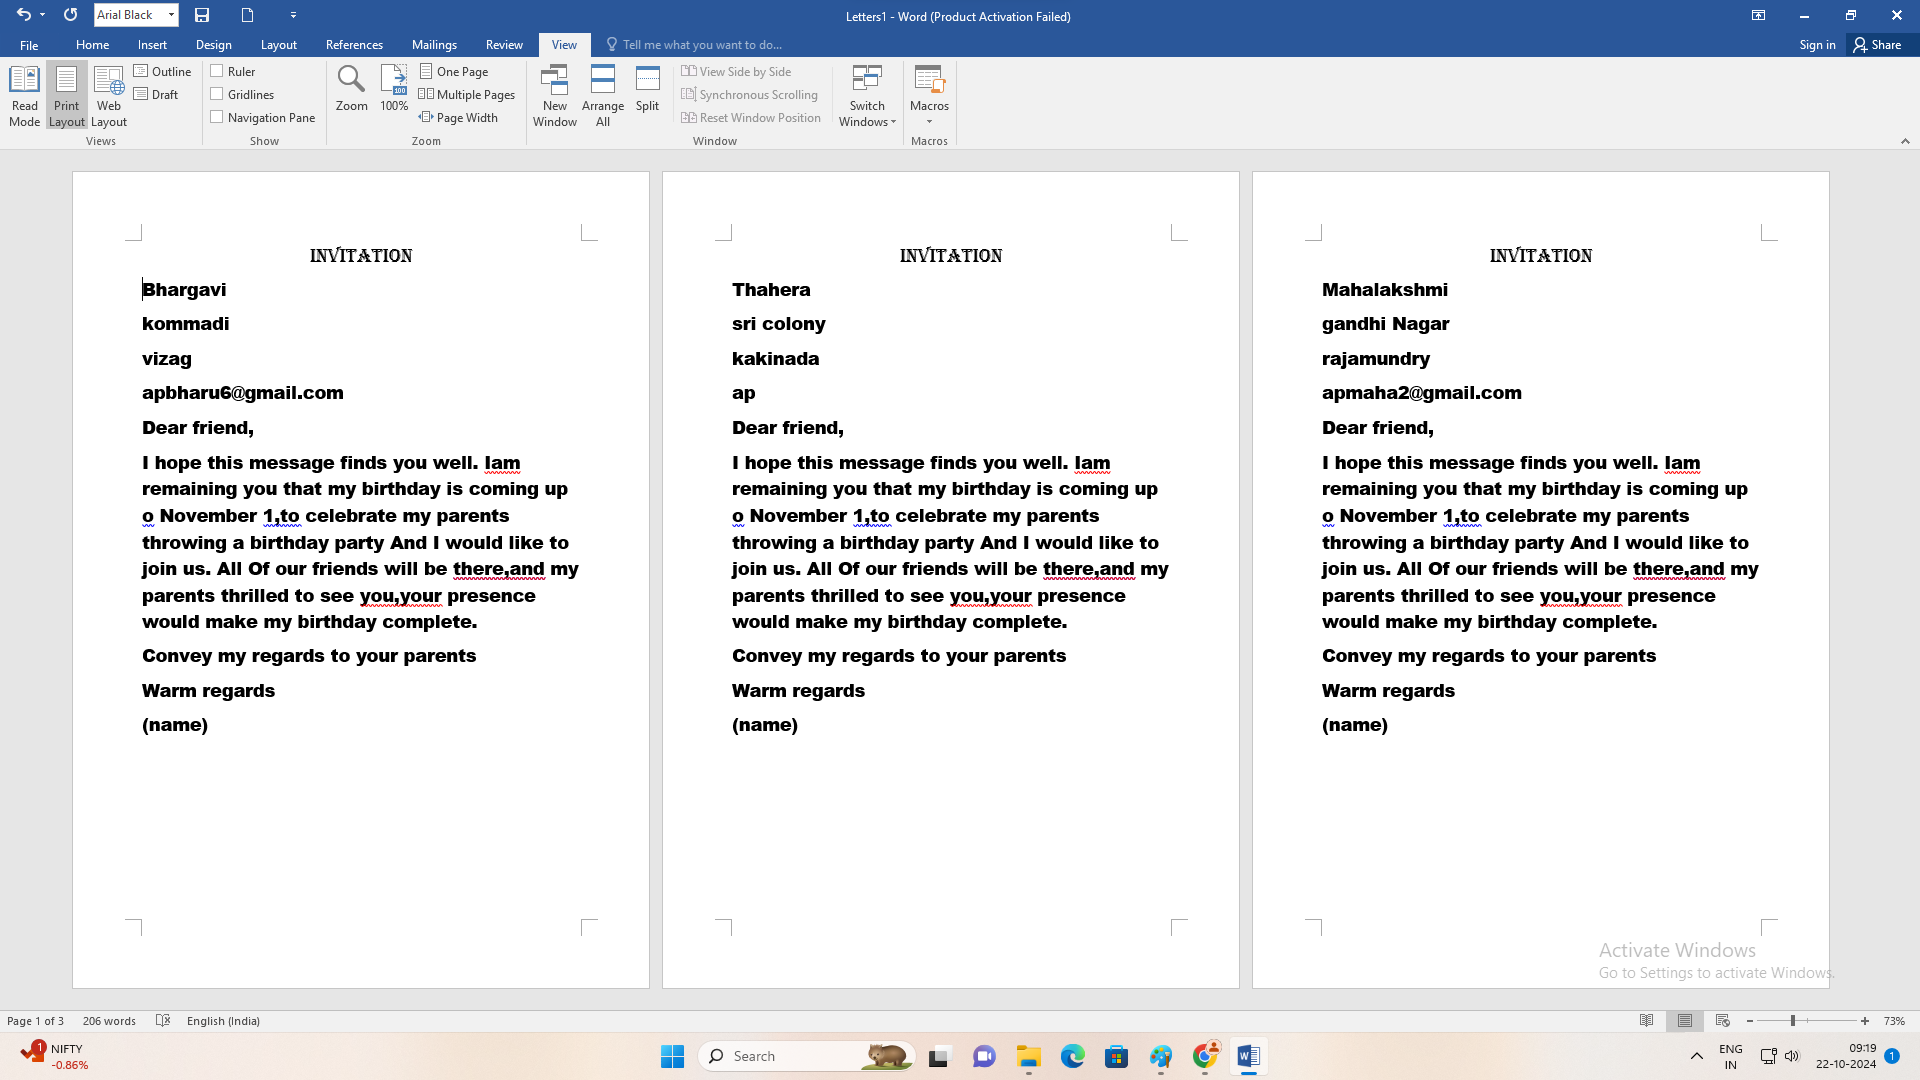 Arial Black
Letters1 - Word (Product Activation Failed)
File Home Insert Design Layout References Mailings Review View Tell me what you want to do... Sign in Share
Read Mode
Print Layout
Web Layout
Outline
Draft
Views
Ruler
Gridlines
Navigation Pane
Show
Zoom
100%
One Page
Multiple Pages
Page Width
Zoom
New Window
Arrange All
Split
View Side by Side
Synchronous Scrolling
Reset Window Position
Window
Switch Windows
Macros
Macros
INVITATION
Bhargavi
kommadi
vizag
apbharu6@gmail.com
Dear friend,
I hope this message finds you well. Iam
remaining you that my birthday is coming up
o November 1,to celebrate my parents
throwing a birthday party And I would like to
join us. All Of our friends will be there,and my
parents thrilled to see you,your presence
would make my birthday complete.
Convey my regards to your parents
Warm regards
(name)
INVITATION
Thahera
sri colony
kakinada
ap
Dear friend,
I hope this message finds you well. Iam
remaining you that my birthday is coming up
o November 1,to celebrate my parents
throwing a birthday party And I would like to
join us. All Of our friends will be there,and my
parents thrilled to see you,your presence
would make my birthday complete.
Convey my regards to your parents
Warm regards
(name)
INVITATION
Mahalakshmi
gandhi Nagar
rajamundry
apmaha2@gmail.com
Dear friend,
I hope this message finds you well. Iam
remaining you that my birthday is coming up
o November 1,to celebrate my parents
throwing a birthday party And I would like to
join us. All Of our friends will be there,and my
parents thrilled to see you,your presence
would make my birthday complete.
Convey my regards to your parents
Warm regards
(name)
Activate Windows
Go to Settings to activate Windows.
Page 1 of 3 206 words English (India) 73%
1
NIFTY
-0.86%
Search
ENG
IN
09:19
22-10-2024
1